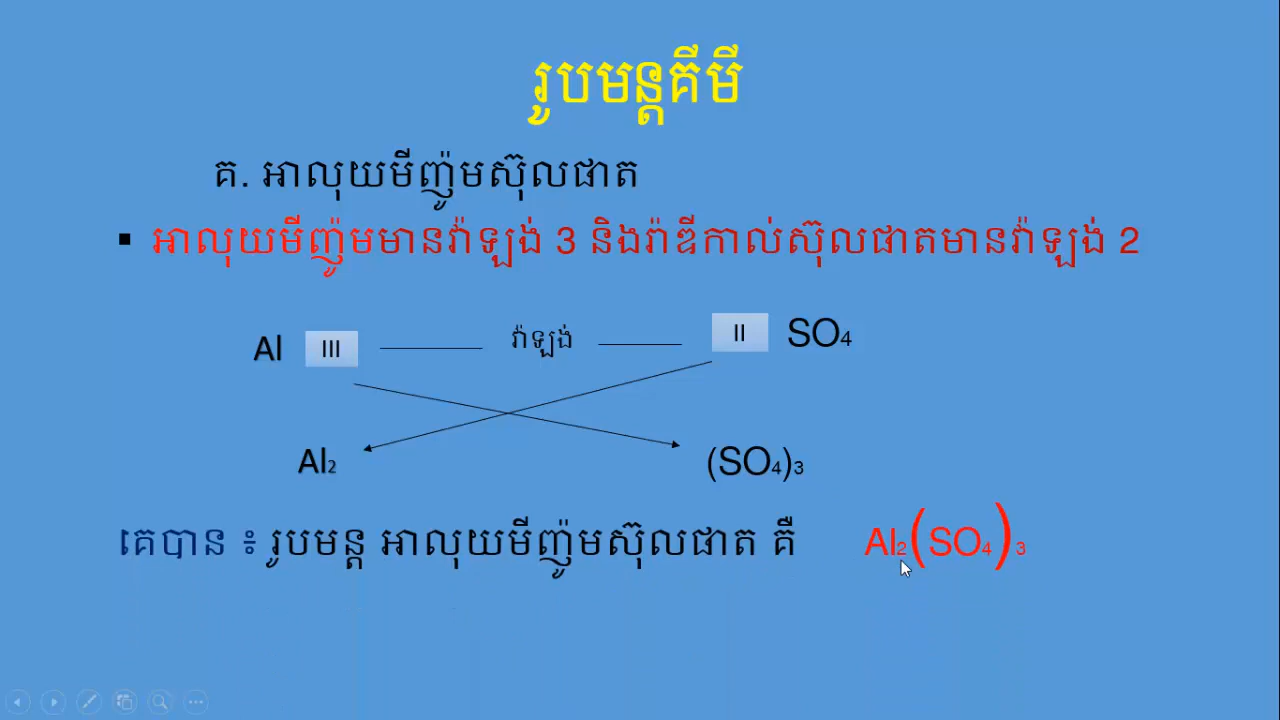 រូបមន្តគីមី
គ. អាលុយមីញ៉ូមស៊ុលផាត
▪ អាលុយមីញ៉ូមមានវ៉ាឡង់ 3 និងរ៉ាឌីកាល់ស៊ុលផាតមានវ៉ាឡង់ 2
Al III វ៉ាឡង់ II SO₄
Al₂ (SO₄)₃
គេបាន ៖ រូបមន្ត អាលុយមីញ៉ូមស៊ុលផាត គឺ Al₂(SO₄)₃